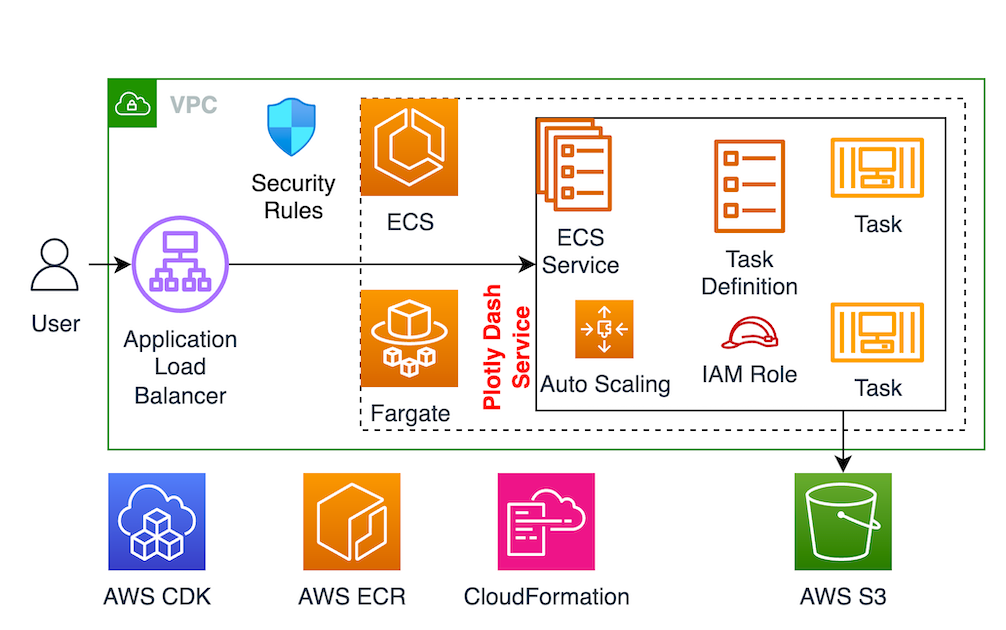 VPC
Security
Rules
ECS
ECS
Service
Task
Definition
Task
User
Application
Load
Balancer
Fargate
Plotly Dash
Service
Auto Scaling
IAM Role
Task
AWS CDK
AWS ECR
CloudFormation
AWS S3